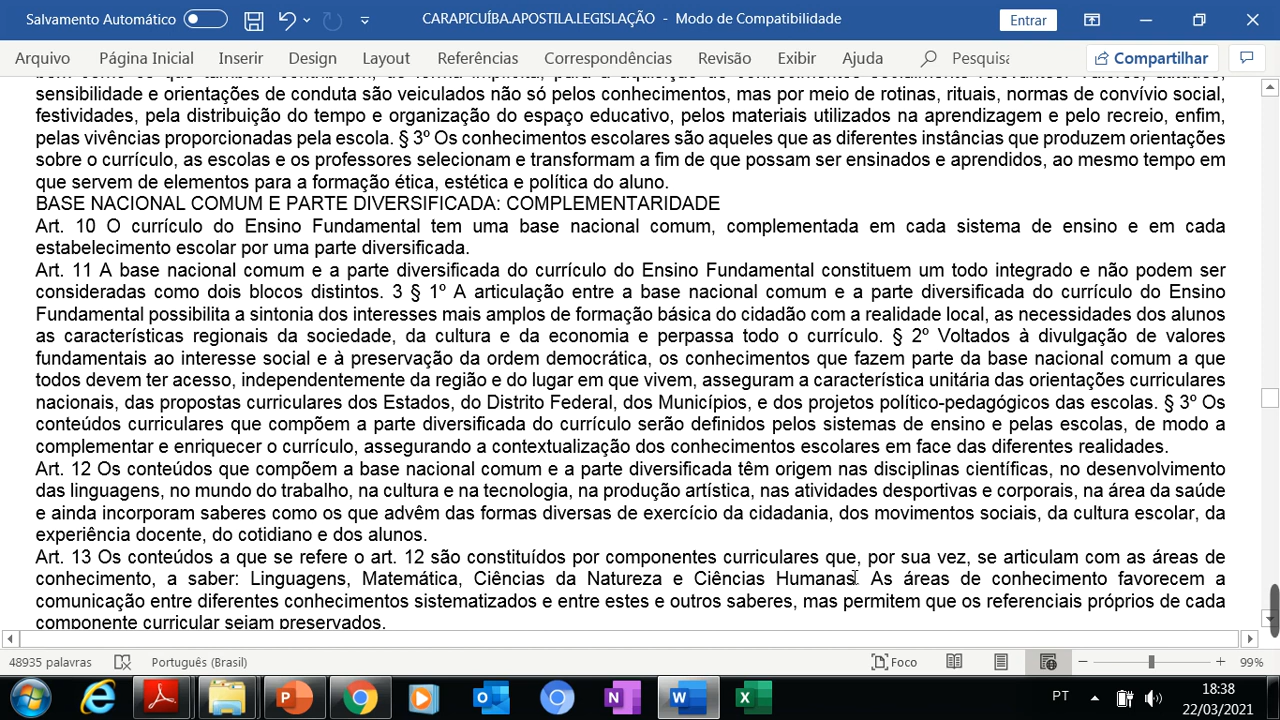 Salvamento Automático
CARAPICUÍBA.APOSTILA.LEGISLAÇÃO - Modo de Compatibilidade
Entrar
Arquivo Página Inicial Inserir Design Layout Referências Correspondências Revisão Exibir Ajuda Pesquisa Compartilhar
sensibilidade e orientações de conduta são veiculados não só pelos conhecimentos, mas por meio de rotinas, rituais, normas de convívio social,
festividades, pela distribuição do tempo e organização do espaço educativo, pelos materiais utilizados na aprendizagem e pelo recreio, enfim,
pelas vivências proporcionadas pela escola. § 3º Os conhecimentos escolares são aqueles que as diferentes instâncias que produzem orientações
sobre o currículo, as escolas e os professores selecionam e transformam a fim de que possam ser ensinados e aprendidos, ao mesmo tempo em
que servem de elementos para a formação ética, estética e política do aluno.
BASE NACIONAL COMUM E PARTE DIVERSIFICADA: COMPLEMENTARIDADE
Art. 10 O currículo do Ensino Fundamental tem uma base nacional comum, complementada em cada sistema de ensino e em cada
estabelecimento escolar por uma parte diversificada.
Art. 11 A base nacional comum e a parte diversificada do currículo do Ensino Fundamental constituem um todo integrado e não podem ser
consideradas como dois blocos distintos. 3 § 1º A articulação entre a base nacional comum e a parte diversificada do currículo do Ensino
Fundamental possibilita a sintonia dos interesses mais amplos de formação básica do cidadão com a realidade local, as necessidades dos alunos
as características regionais da sociedade, da cultura e da economia e perpassa todo o currículo. § 2º Voltados à divulgação de valores
fundamentais ao interesse social e à preservação da ordem democrática, os conhecimentos que fazem parte da base nacional comum a que
todos devem ter acesso, independentemente da região e do lugar em que vivem, asseguram a característica unitária das orientações curriculares
nacionais, das propostas curriculares dos Estados, do Distrito Federal, dos Municípios, e dos projetos político-pedagógicos das escolas. § 3º Os
conteúdos curriculares que compõem a parte diversificada do currículo serão definidos pelos sistemas de ensino e pelas escolas, de modo a
complementar e enriquecer o currículo, assegurando a contextualização dos conhecimentos escolares em face das diferentes realidades.
Art. 12 Os conteúdos que compõem a base nacional comum e a parte diversificada têm origem nas disciplinas científicas, no desenvolvimento
das linguagens, no mundo do trabalho, na cultura e na tecnologia, na produção artística, nas atividades desportivas e corporais, na área da saúde
e ainda incorporam saberes como os que advêm das formas diversas de exercício da cidadania, dos movimentos sociais, da cultura escolar, da
experiência docente, do cotidiano e dos alunos.
Art. 13 Os conteúdos a que se refere o art. 12 são constituídos por componentes curriculares que, por sua vez, se articulam com as áreas de
conhecimento, a saber: Linguagens, Matemática, Ciências da Natureza e Ciências Humanas. As áreas de conhecimento favorecem a
comunicação entre diferentes conhecimentos sistematizados e entre estes e outros saberes, mas permitem que os referenciais próprios de cada
componente curricular sejam preservados.
48935 palavras Português (Brasil) Foco 99%
PT 18:38
22/03/2021